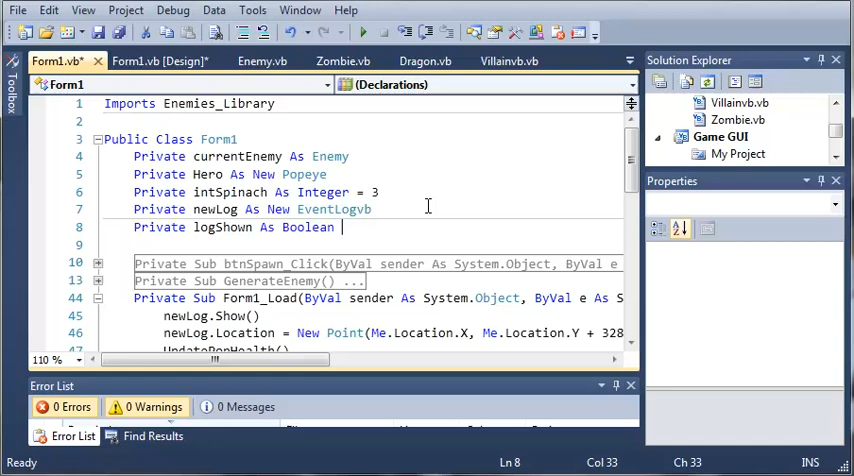 File Edit View Project Debug Data Tools Window Help
Form1.vb* Form1.vb [Design]* Enemy.vb Zombie.vb Dragon.vb Villainvb.vb
Toolbox
Form1 (Declarations)
1 Imports Enemies_Library
2
3 Public Class Form1
4 Private currentEnemy As Enemy
5 Private Hero As New Popeye
6 Private intSpinach As Integer = 3
7 Private newLog As New EventLogvb
8 Private logShown As Boolean
9
10 Private Sub btnSpawn_Click(ByVal sender As System.Object, ByVal e
13 Private Sub GenerateEnemy() ...
44 Private Sub Form1_Load(ByVal sender As System.Object, ByVal e As S
45 newLog.Show()
46 newLog.Location = New Point(Me.Location.X, Me.Location.Y + 328
47
110 %
Solution Explorer
Villainvb.vb
Zombie.vb
Game GUI
My Project
Properties
Error List
0 Errors 0 Warnings 0 Messages
Error List Find Results
Ready Ln 8 Col 33 Ch 33 INS